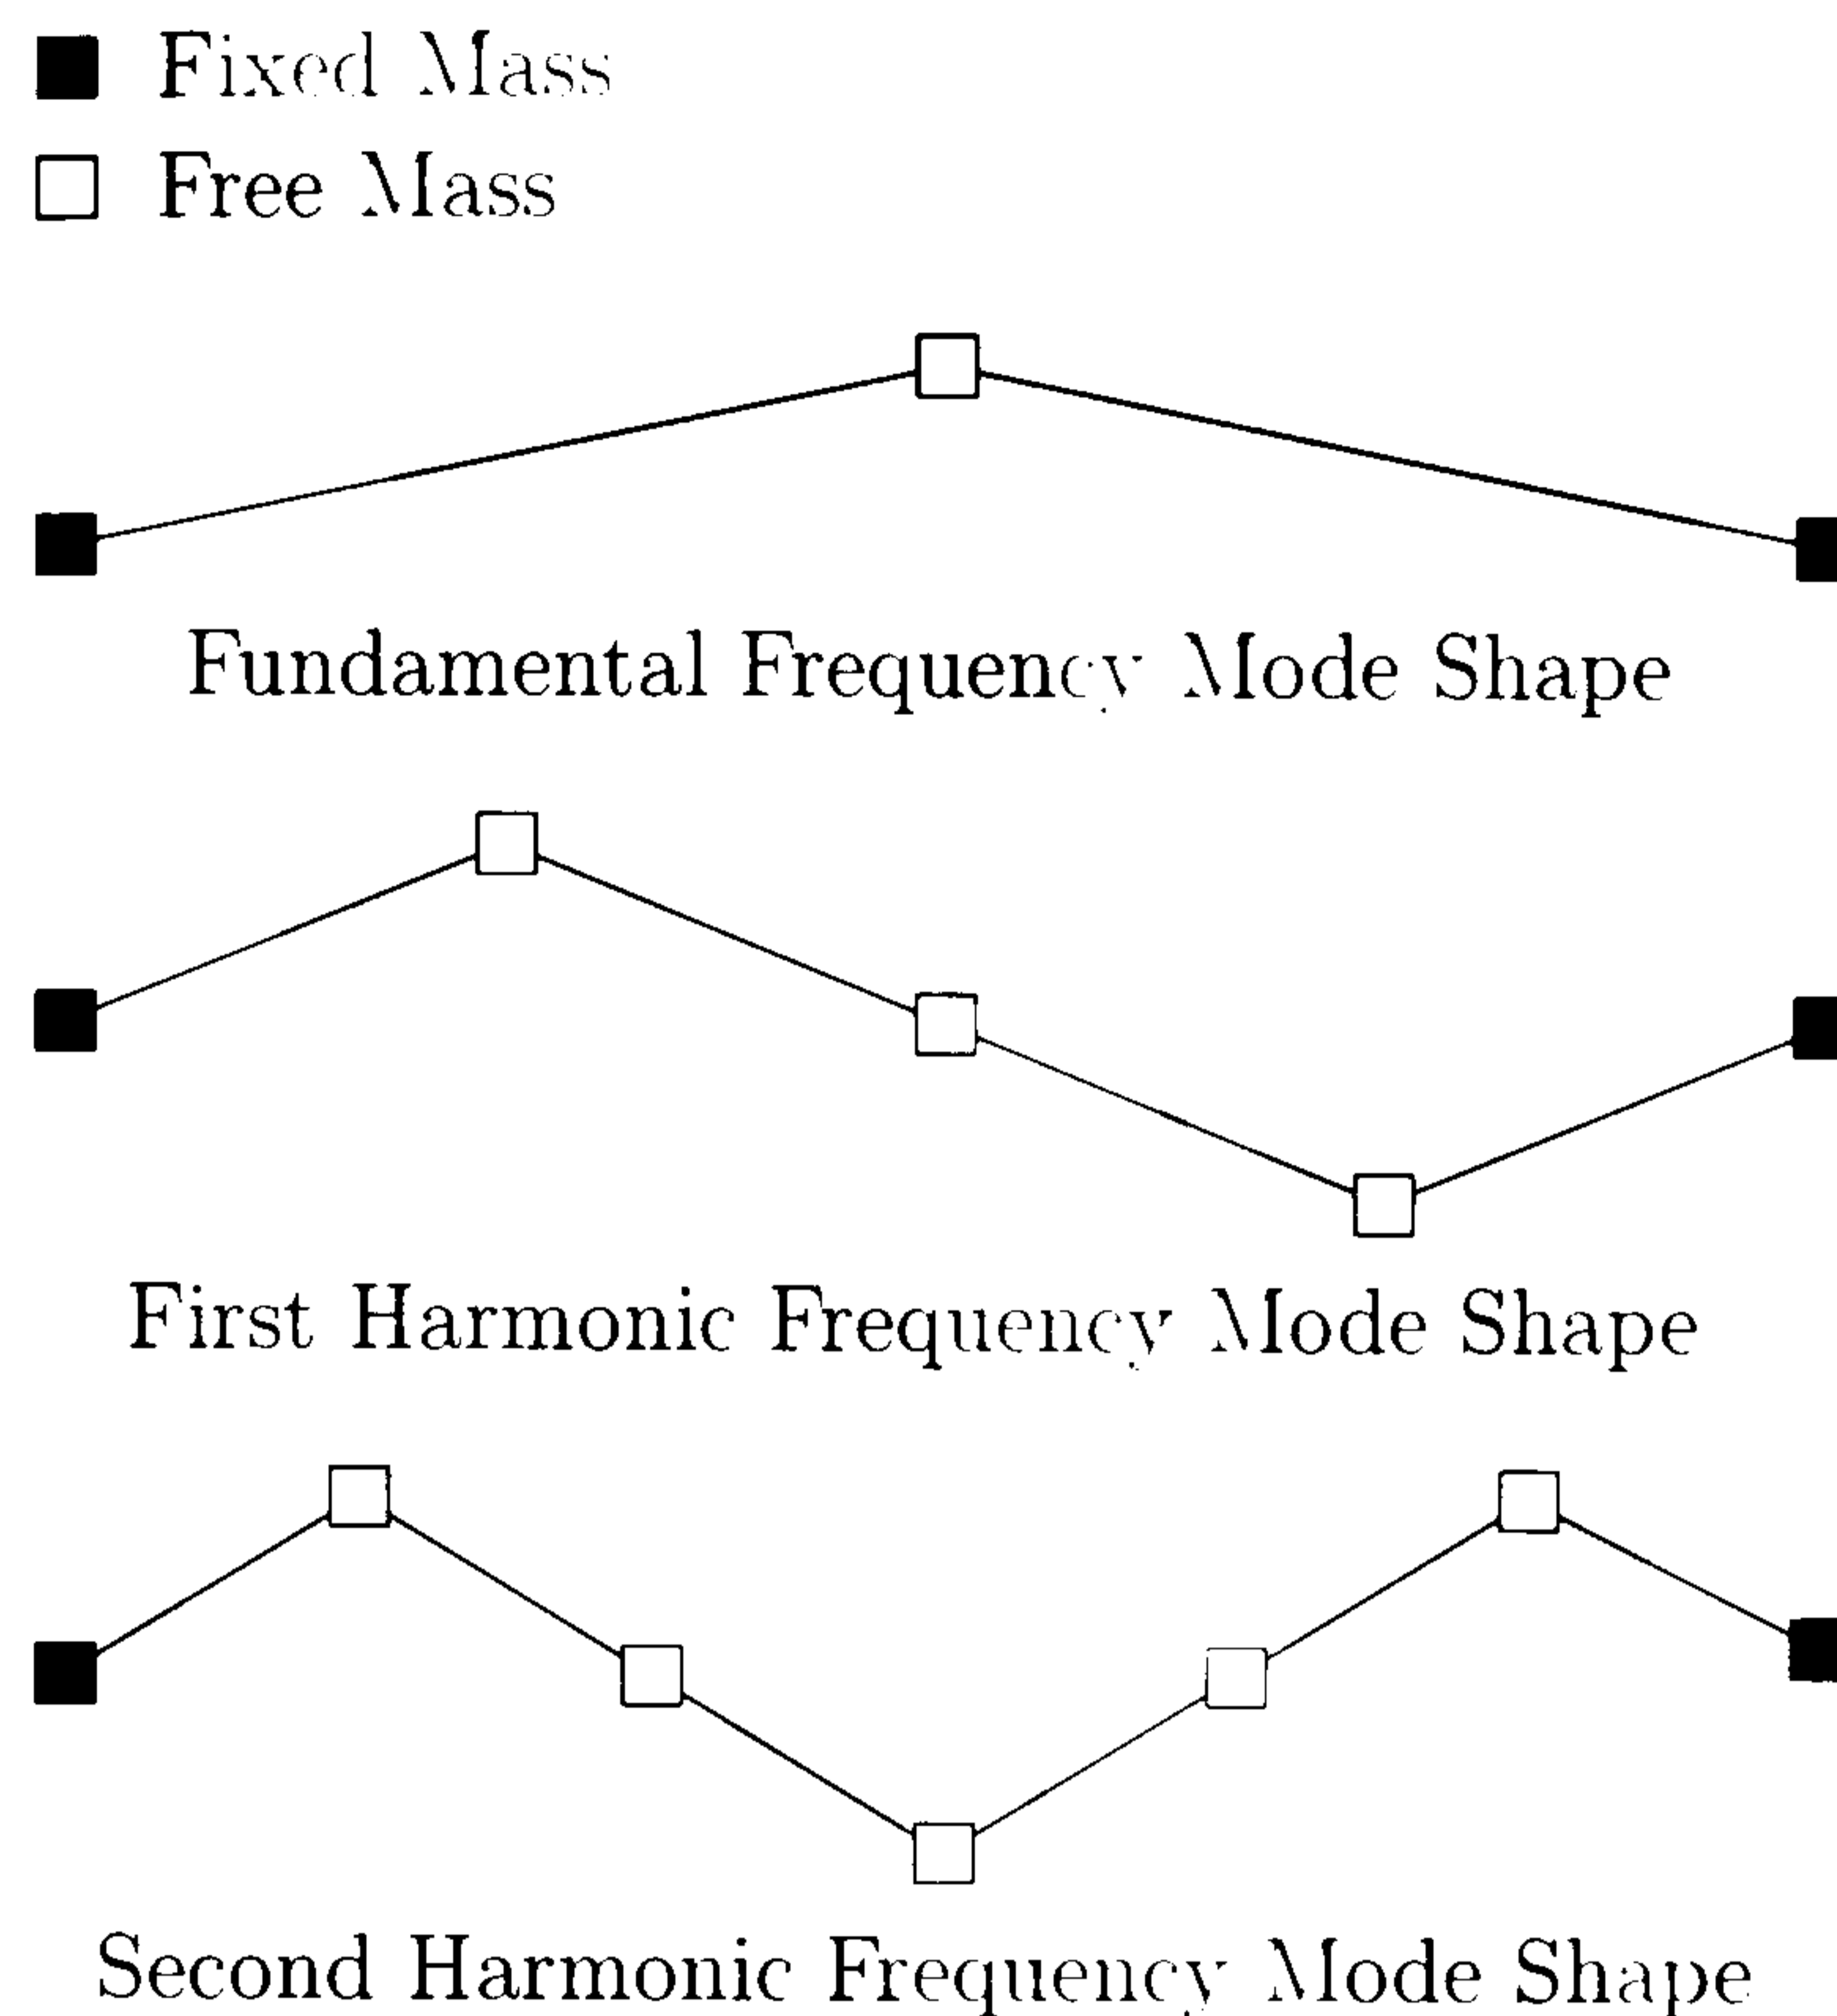 Fixed Mass
Free Mass
Fundamental Frequency Mode Shape
First Harmonic Frequency Mode Shape
Second Harmonic Frequency Mode Shape